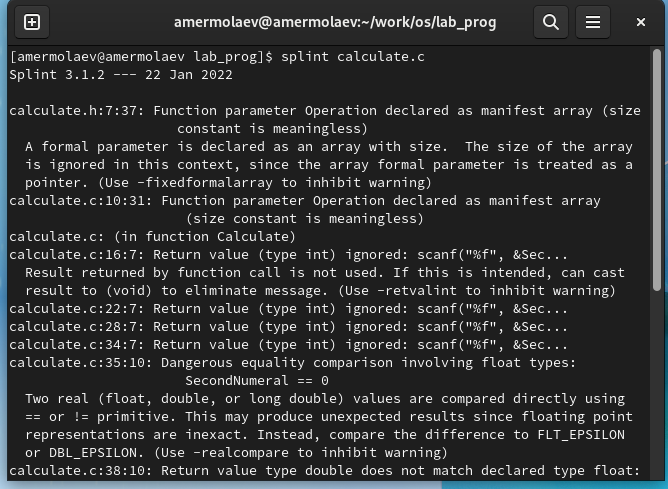 amermolaev@amermolaev:~/work/os/lab_prog
[amermolaev@amermolaev lab_prog]$ splint calculate.c
Splint 3.1.2 --- 22 Jan 2022
calculate.h:7:37: Function parameter Operation declared as manifest array (size
constant is meaningless)
A formal parameter is declared as an array with size.  The size of the array
is ignored in this context, since the array formal parameter is treated as a
pointer. (Use -fixedformalarray to inhibit warning)
calculate.c:10:31: Function parameter Operation declared as manifest array
(size constant is meaningless)
calculate.c: (in function Calculate)
calculate.c:16:7: Return value (type int) ignored: scanf("%f", &Sec...
Result returned by function call is not used. If this is intended, can cast
result to (void) to eliminate message. (Use -retvalint to inhibit warning)
calculate.c:22:7: Return value (type int) ignored: scanf("%f", &Sec...
calculate.c:28:7: Return value (type int) ignored: scanf("%f", &Sec...
calculate.c:34:7: Return value (type int) ignored: scanf("%f", &Sec...
calculate.c:35:10: Dangerous equality comparison involving float types:
SecondNumeral == 0
Two real (float, double, or long double) values are compared directly using
== or != primitive. This may produce unexpected results since floating point
representations are inexact. Instead, compare the difference to FLT_EPSILON
or DBL_EPSILON. (Use -realcompare to inhibit warning)
calculate.c:38:10: Return value type double does not match declared type float: